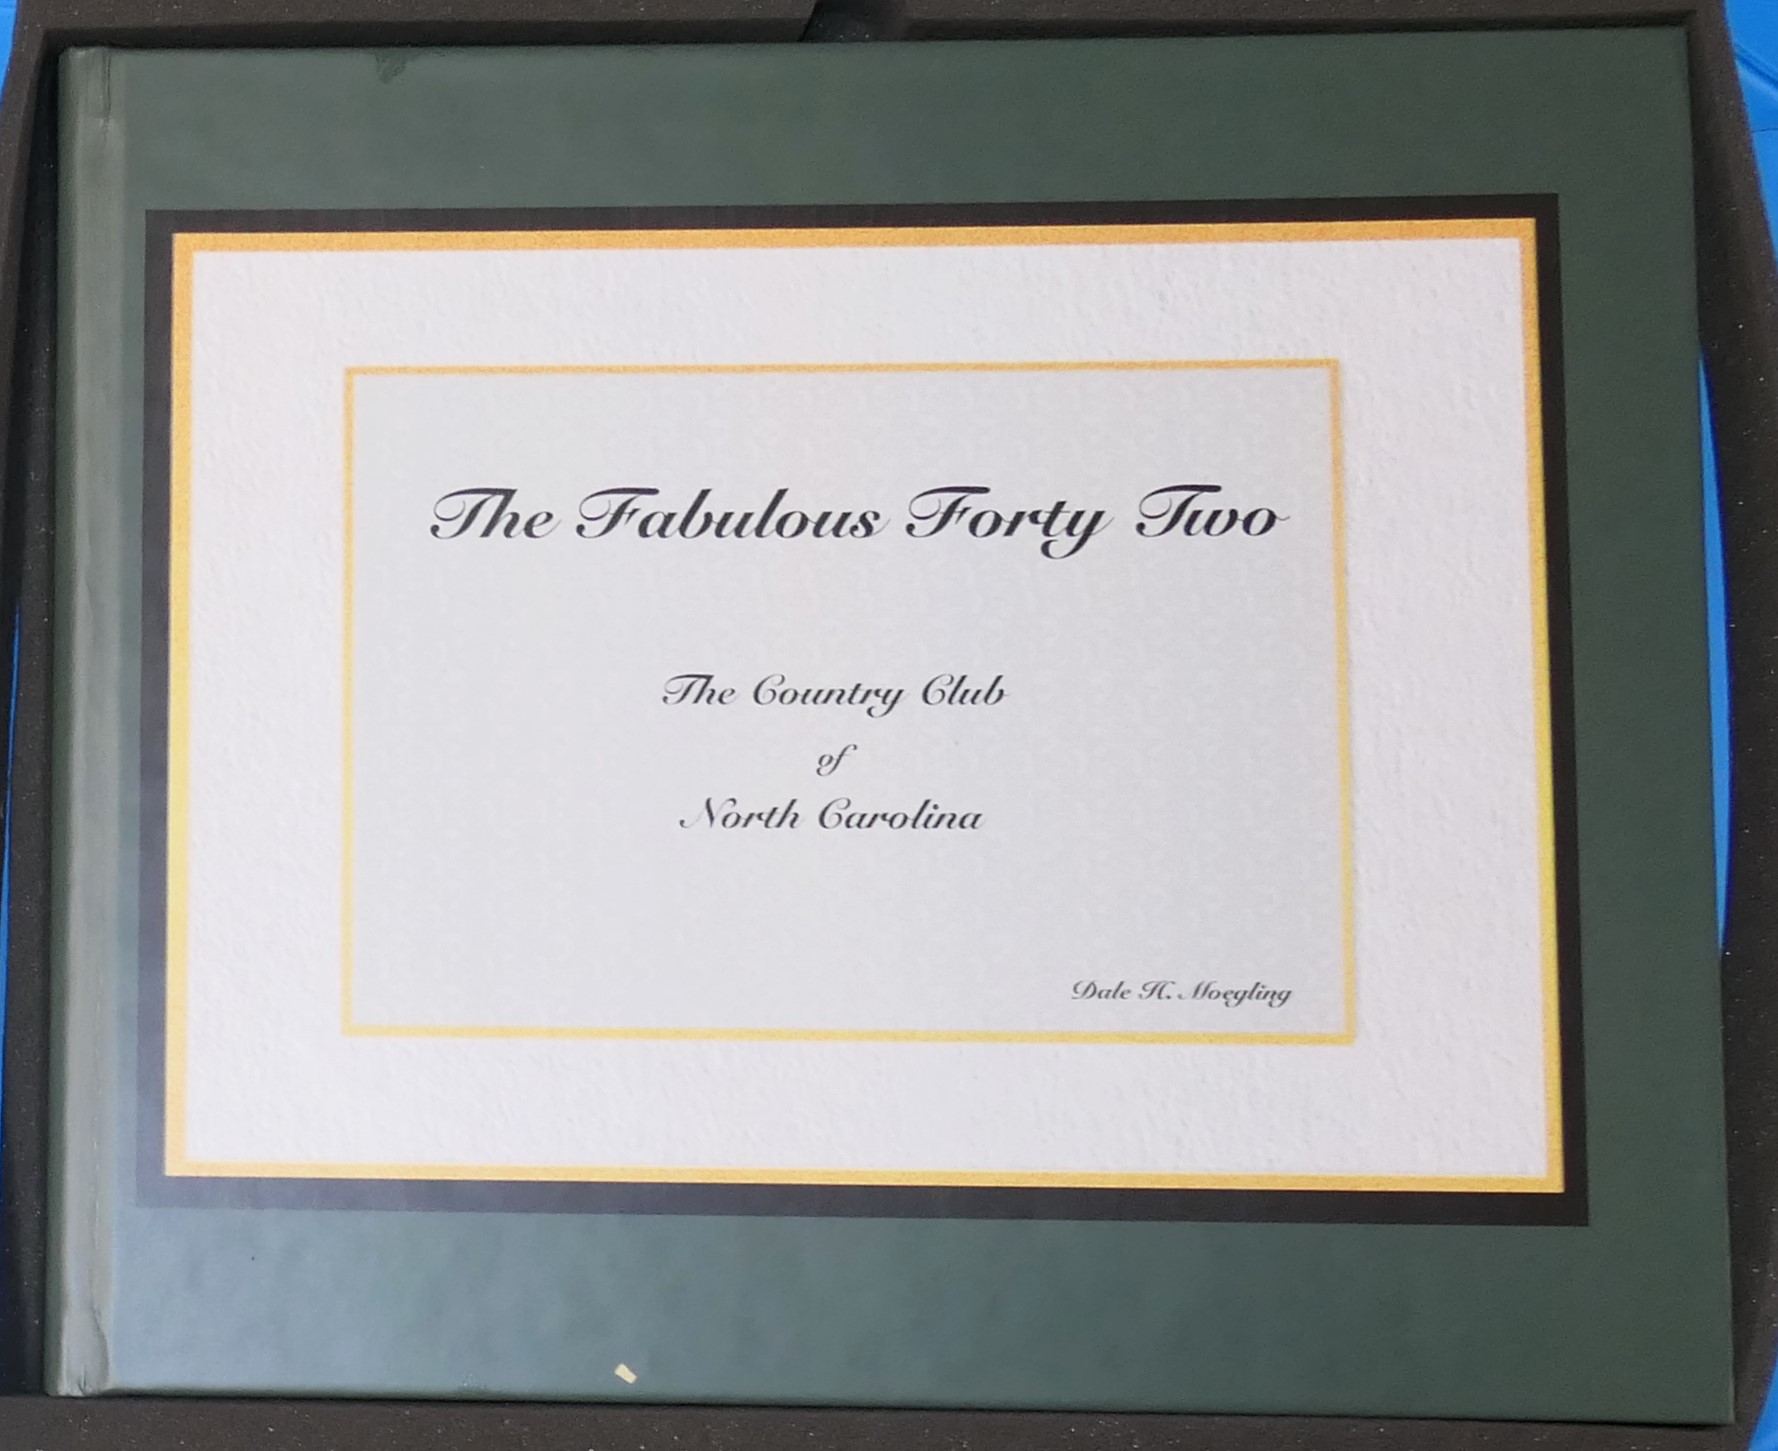 The Fabulous Forty Two
The Country Club
of
North Carolina
Dale H. Moegling